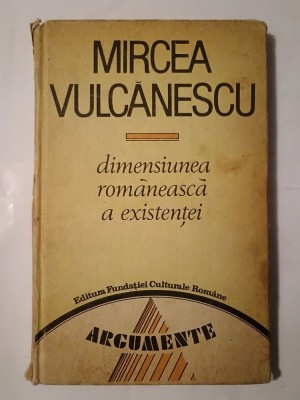 MIRCEA
VULCĂNESCU
dimensiunea
românească
a existenței
Editura Fundației Culturale Române
ARGUMENTE